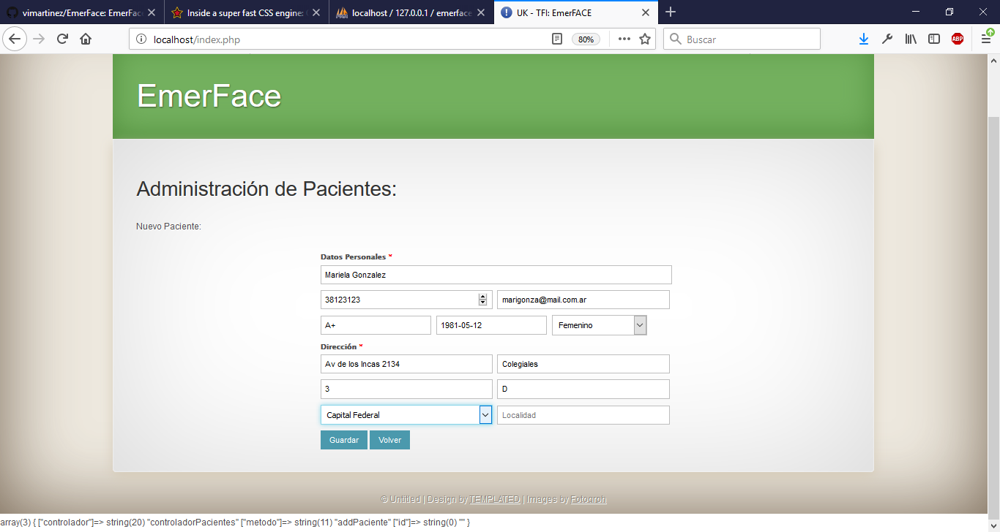 vimartinez/EmerFace: EmerFac
Inside a super fast CSS engine:
localhost / 127.0.0.1 / emerface
UK - TFI: EmerFACE
localhost/index.php
80%
Buscar
ABP
EmerFace
Administración de Pacientes:
Nuevo Paciente:
Datos Personales *
Mariela Gonzalez
38123123
marigonza@mail.com.ar
A+
1981-05-12
Femenino
Dirección *
Av de los Incas 2134
Colegiales
3
D
Capital Federal
Localidad
Guardar
Volver
© Untitled | Design by TEMPLATED | Images by Fotogrph
array(3) { ["controlador"]=> string(20) "controladorPacientes" ["metodo"]=> string(11) "addPaciente" ["id"]=> string(0) "" }